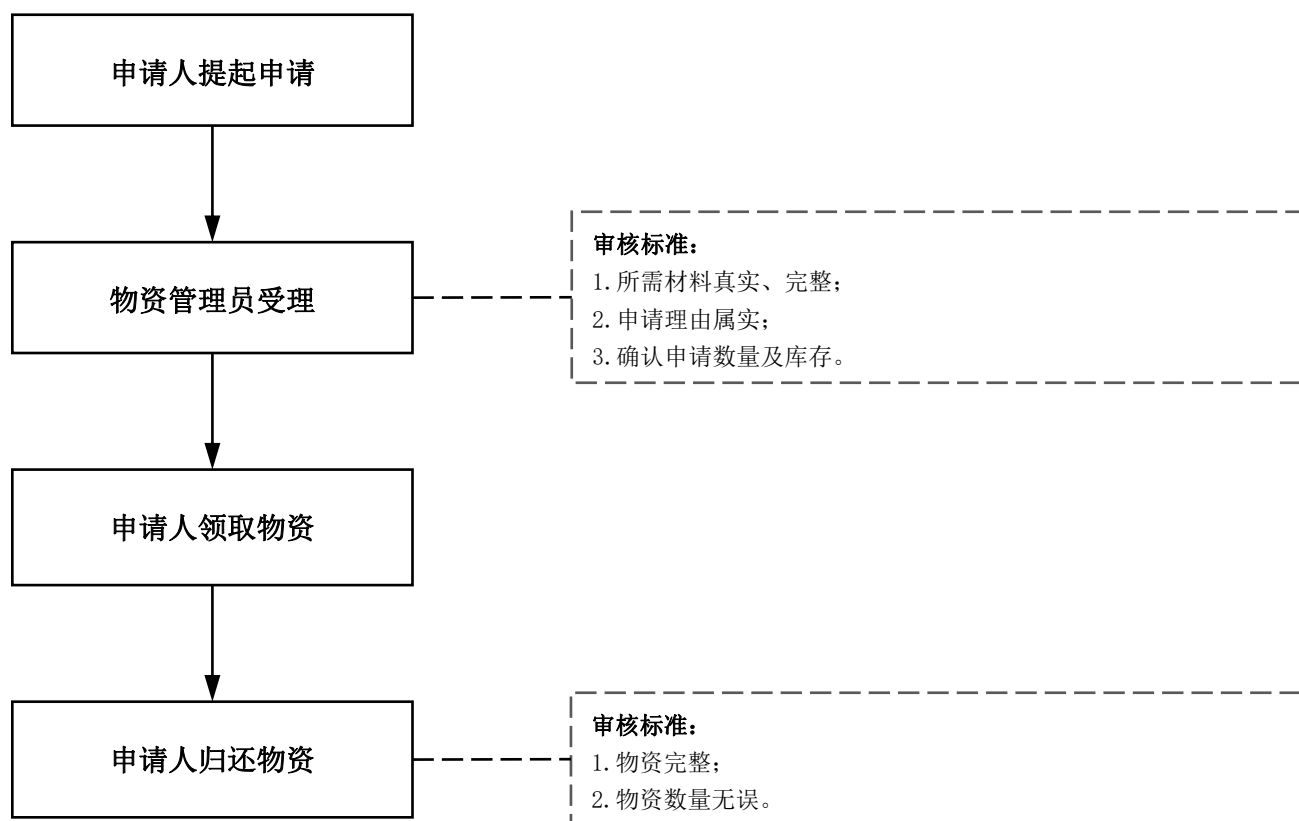 申请人提起申请
物资管理员受理
审核标准：
1.所需材料真实、完整；
2.申请理由属实；
3.确认申请数量及库存。
申请人领取物资
申请人归还物资
审核标准：
1.物资完整；
2.物资数量无误。